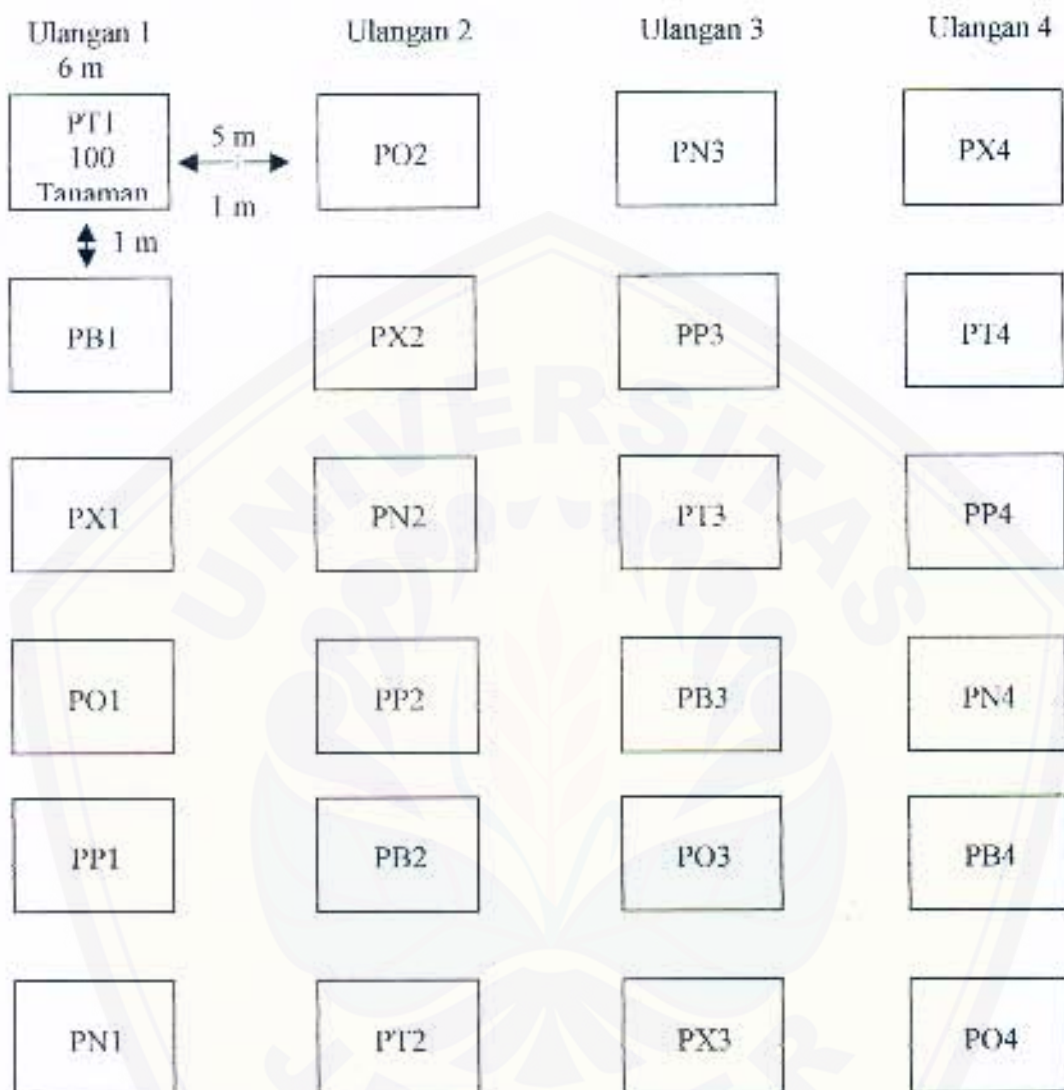 Ulangan 1 Ulangan 2 Ulangan 3 Ulangan 4
6 m
PT1
100
Tanaman
5 m
1 m
PO2 PN3 PX4
1 m
PB1 PX2 PP3 PT4
PX1 PN2 PT3 PP4
PO1 PP2 PB3 PN4
PP1 PB2 PO3 PB4
PN1 PT2 PX3 PO4
UNIVERSITAS